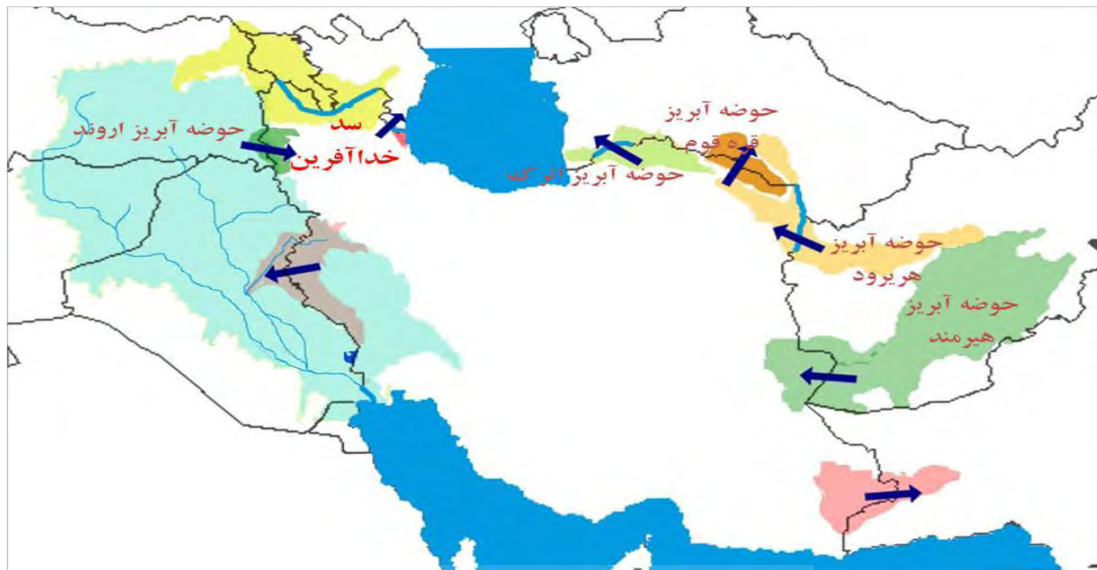 حوضه آبریز اروند
سد
خداآفرین
حوضه آبریز
قره قوم
حوضه آبریز اترک
حوضه آبریز
هریرود
حوضه آبریز
هیرمند